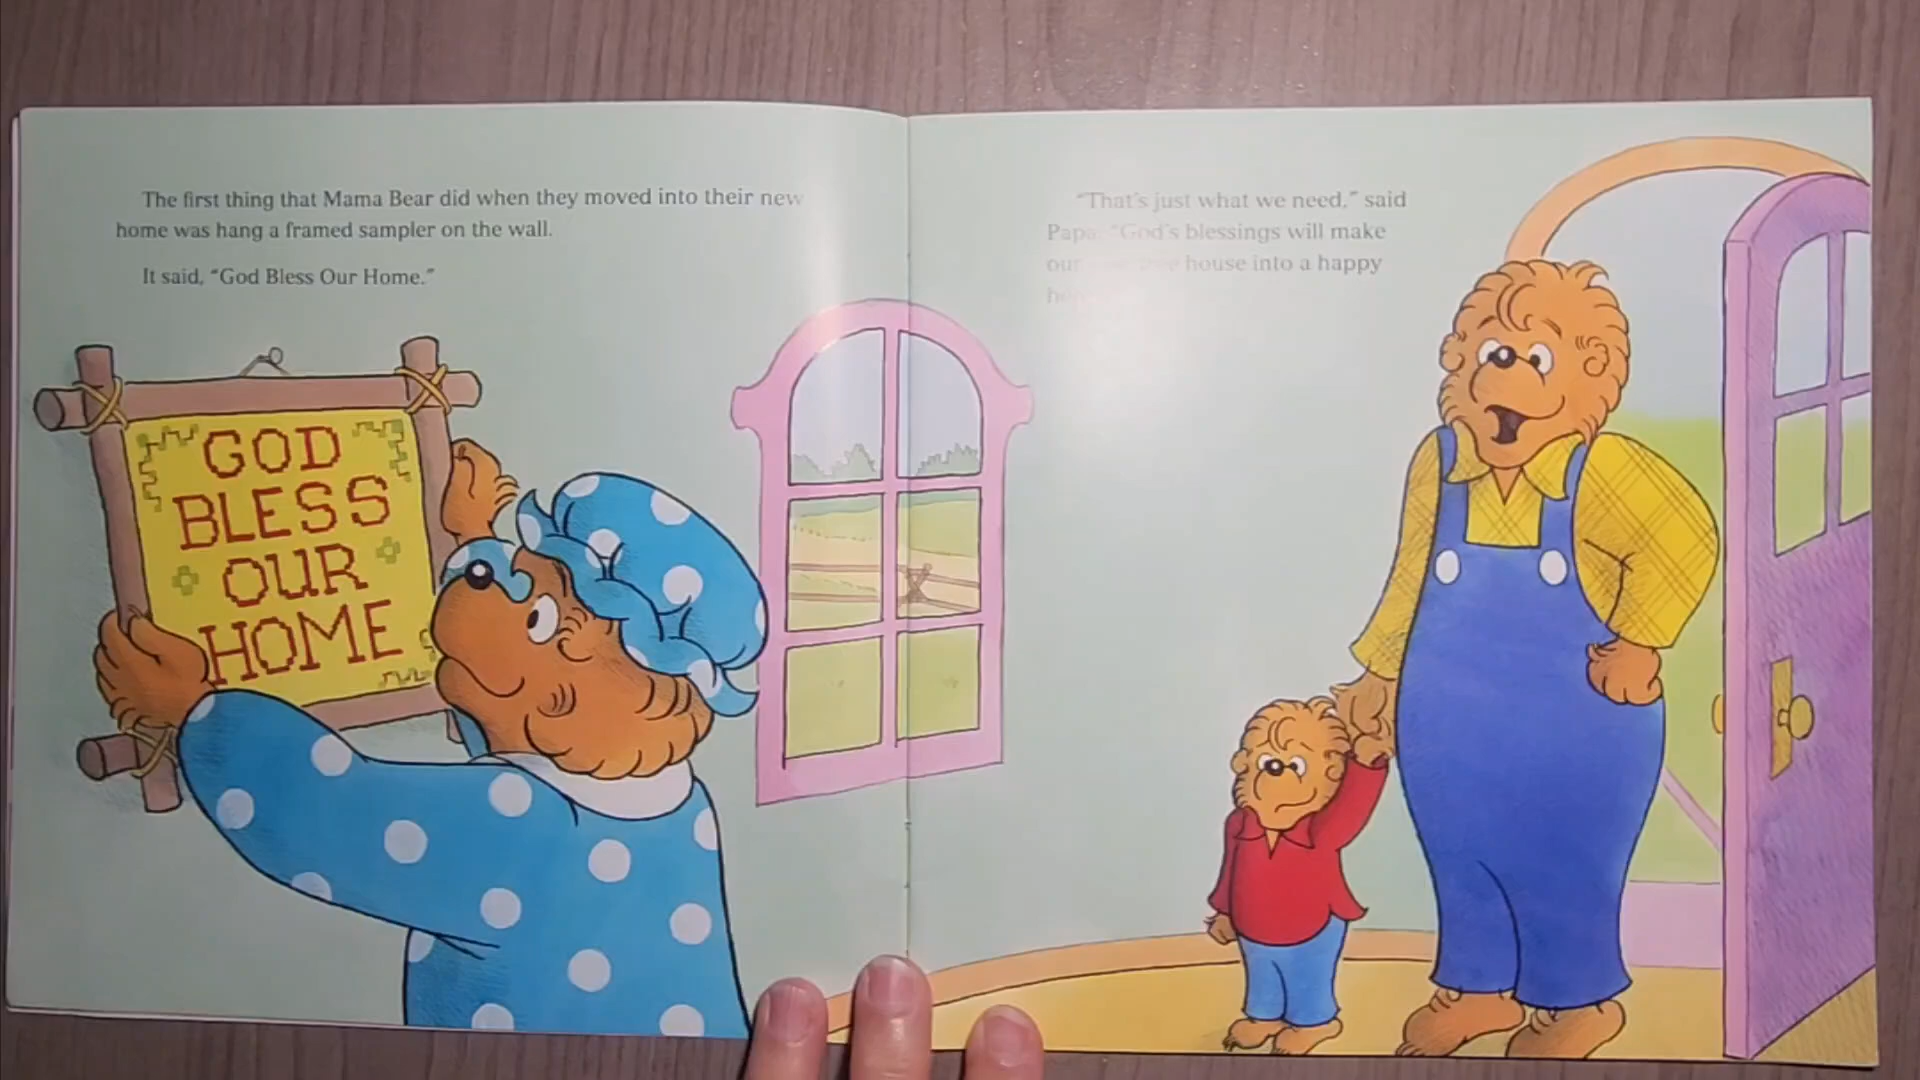 The first thing that Mama Bear did when they moved into their new
home was hang a framed sampler on the wall.
It said, “God Bless Our Home.”
GOD
BLESS
OUR
HOME
“That’s just what we need,” said
Papa. “God’s blessings will make
our house into a happy